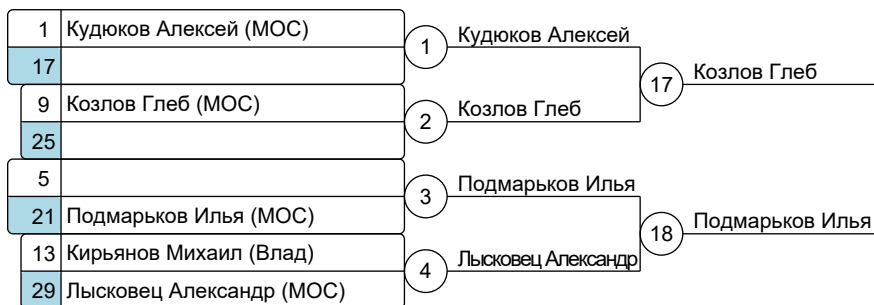 1 Кудюков Алексей (МОС)
17
9 Козлов Глеб (МОС)
25
5
21 Подмарьков Илья (МОС)
13 Кирьянов Михаил (Влад)
29 Лысковец Александр (МОС)
1 Кудюков Алексей
2 Козлов Глеб
3 Подмарьков Илья
4 Лысковец Александр
17 Козлов Глеб
18 Подмарьков Илья